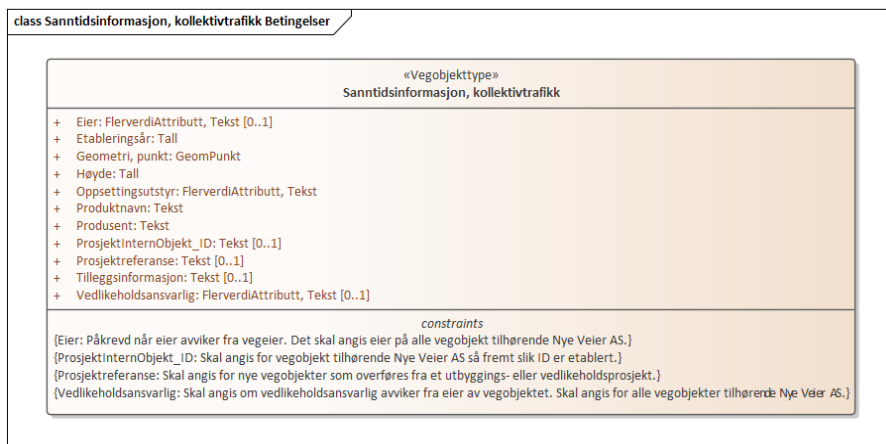 class Sanntidsinformasjon, kollektivtrafikk Betingelser
«Vegobjekttype»
Sanntidsinformasjon, kollektivtrafikk
+ Eier: FlerverdiAttributt, Tekst [0..1]
+ Etableringsår: Tall
+ Geometri, punkt: GeomPunkt
+ Høyde: Tall
+ Oppsettingsutstyr: FlerverdiAttributt, Tekst
+ Produktnavn: Tekst
+ Produsent: Tekst
+ ProsjektInternObjekt_ID: Tekst [0..1]
+ Prosjektreferanse: Tekst [0..1]
+ Tilleggsinformasjon: Tekst [0..1]
+ Vedlikeholdsansvarlig: FlerverdiAttributt, Tekst [0..1]
constraints
{Eier: Påkrevd når eier avviker fra vegeier. Det skal angis eier på alle vegobjekt tilhørende Nye Veier AS.}
{ProsjektInternObjekt_ID: Skal angis for vegobjekt tilhørende Nye Veier AS så fremt slik ID er etablert.}
{Prosjektreferanse: Skal angis for nye vegobjekter som overføres fra et utbyggings- eller vedlikeholdsprosjekt.}
{Vedlikeholdsansvarlig: Skal angis om vedlikeholdsansvarlig avviker fra eier av vegobjektet. Skal angis for alle vegobjekter tilhørende Nye Veier AS.}